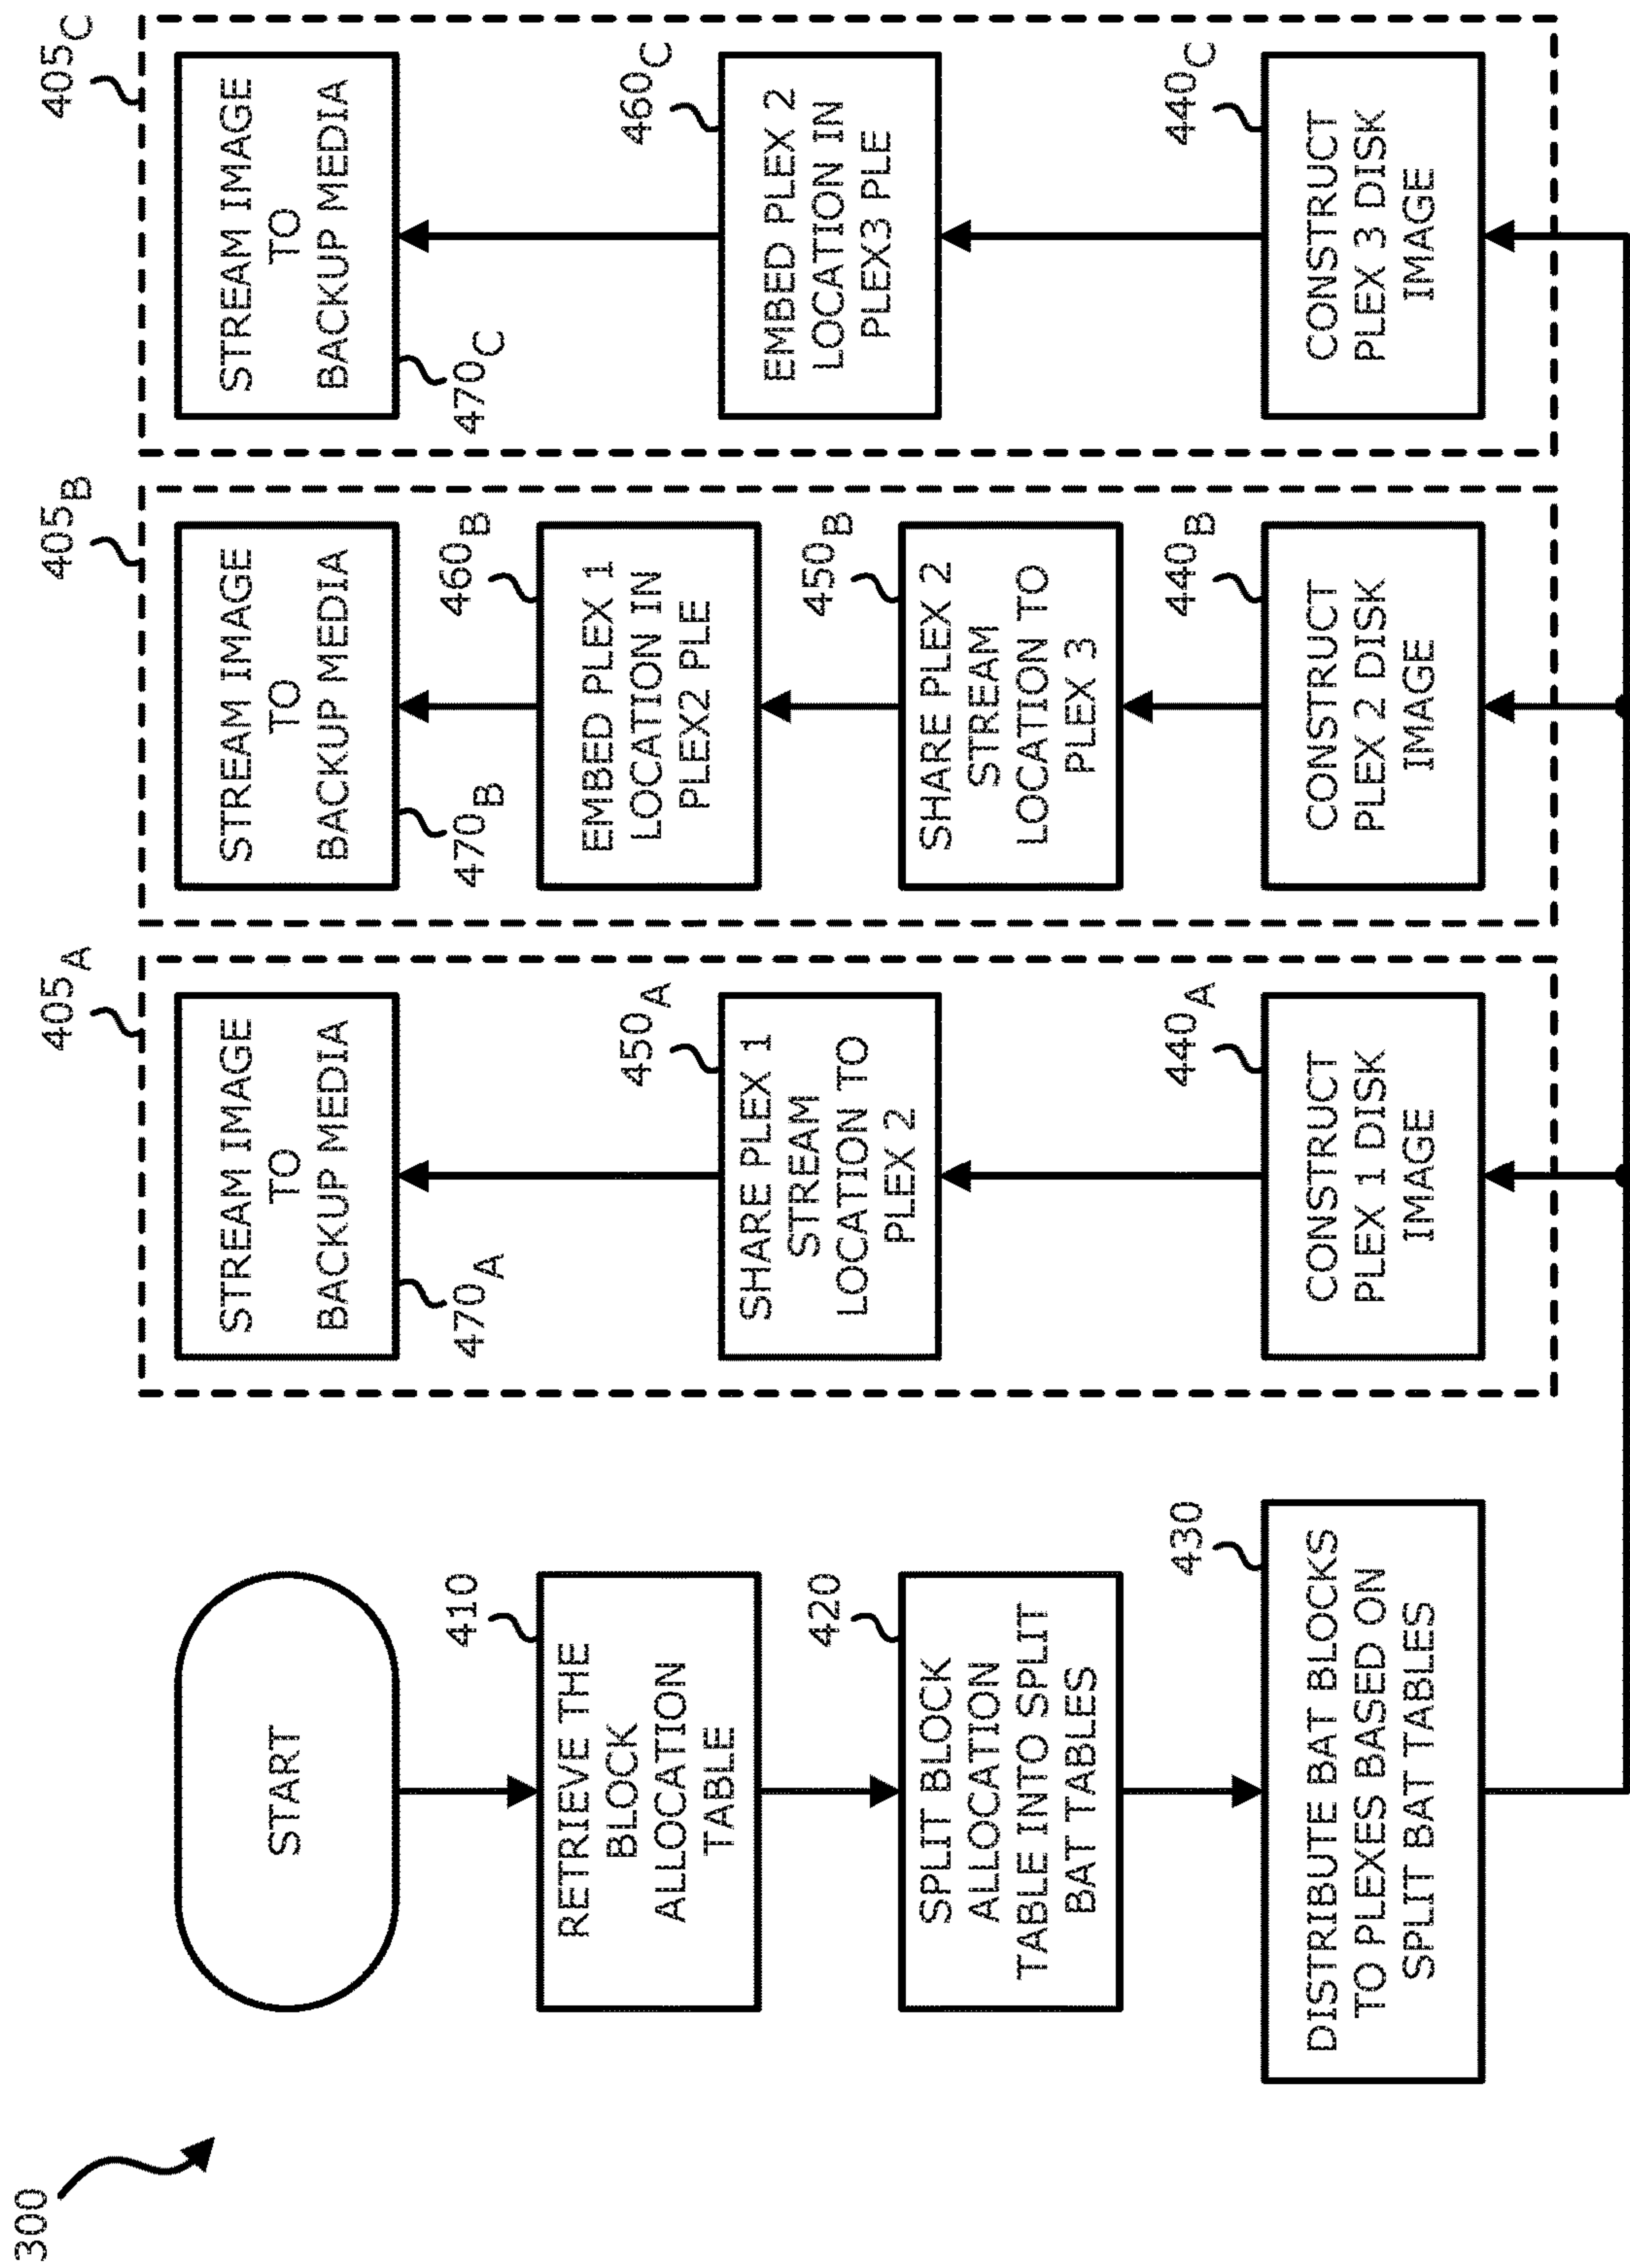 300
START
410
RETRIEVE THE
BLOCK
ALLOCATION
TABLE
420
SPLIT BLOCK
ALLOCATION
TABLE INTO SPLIT
BAT TABLES
430
DISTRIBUTE BAT BLOCKS
TO PLEXES BASED ON
SPLIT BAT TABLES
405A
STREAM IMAGE
TO
BACKUP MEDIA
470A
450A
SHARE PLEX 1
STREAM
LOCATION TO
PLEX 2
440A
CONSTRUCT
PLEX 1 DISK
IMAGE
405B
STREAM IMAGE
TO
BACKUP MEDIA
470B
460B
EMBED PLEX 1
LOCATION IN
PLEX2 PLE
450B
SHARE PLEX 2
STREAM
LOCATION TO
PLEX 3
440B
CONSTRUCT
PLEX 2 DISK
IMAGE
405C
STREAM IMAGE
TO
BACKUP MEDIA
470C
460C
EMBED PLEX 2
LOCATION IN
PLEX3 PLE
440C
CONSTRUCT
PLEX 3 DISK
IMAGE